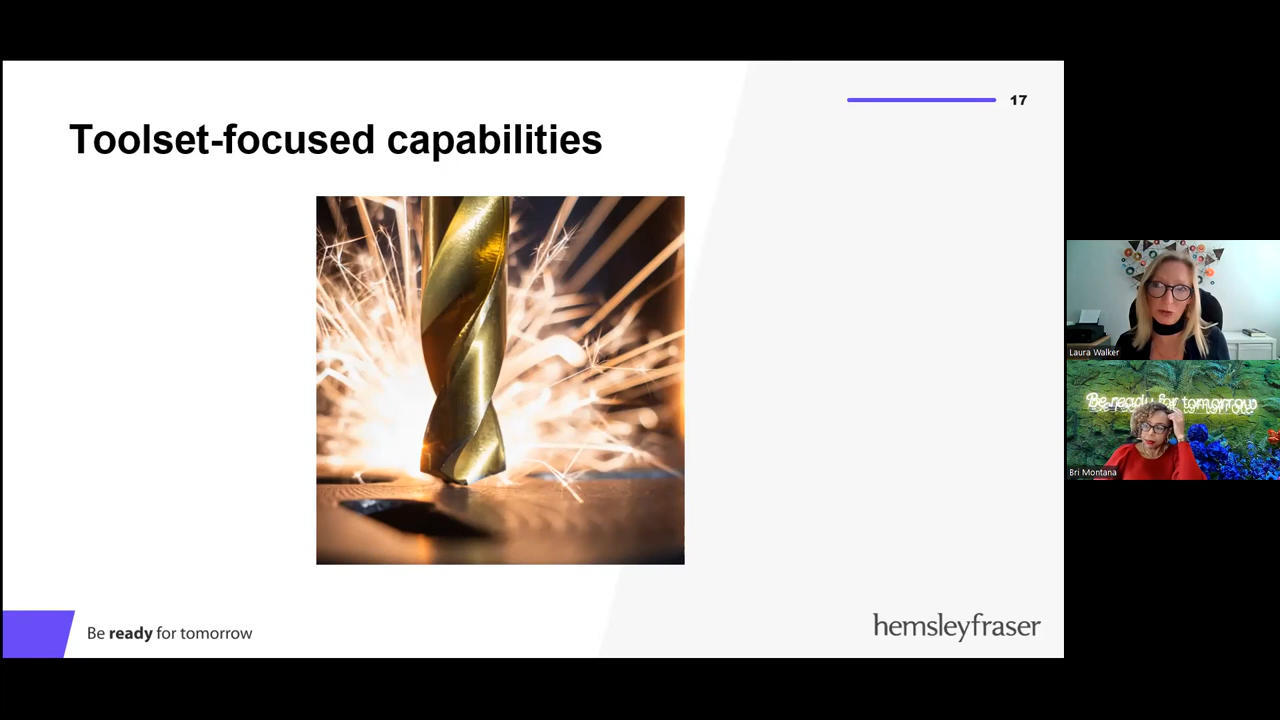 17
Toolset-focused capabilities
Laura Walker
Be ready for tomorrow
Bri Montana
Be ready for tomorrow
hemsleyfraser